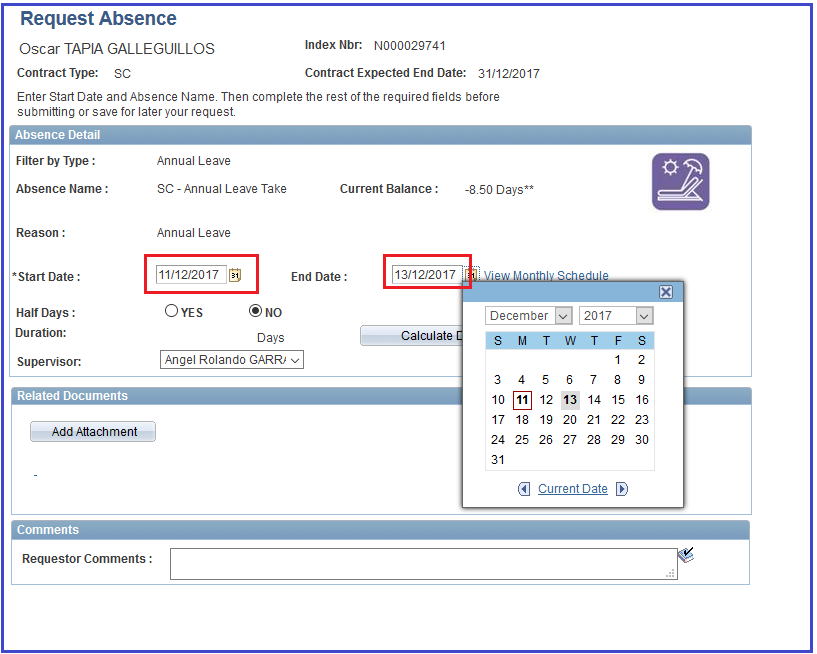 Request Absence
Oscar TAPIA GALLEGUILLOS
Index Nbr: N000029741
Contract Type: SC
Contract Expected End Date: 31/12/2017
Enter Start Date and Absence Name. Then complete the rest of the required fields before
submitting or save for later your request.
Absence Detail
Filter by Type : Annual Leave
Absence Name : SC - Annual Leave Take
Current Balance : -8.50 Days**
Reason : Annual Leave
*Start Date : 11/12/2017 31
End Date : 13/12/2017 31
View Monthly Schedule
Half Days : YES NO
Duration: Days
Calculate D
Supervisor: Angel Rolando GARRA
December 2017
S M T W T F S
1 2
3 4 5 6 7 8 9
10 11 12 13 14 15 16
17 18 19 20 21 22 23
24 25 26 27 28 29 30
31
Current Date
Related Documents
Add Attachment
-
Comments
Requestor Comments :